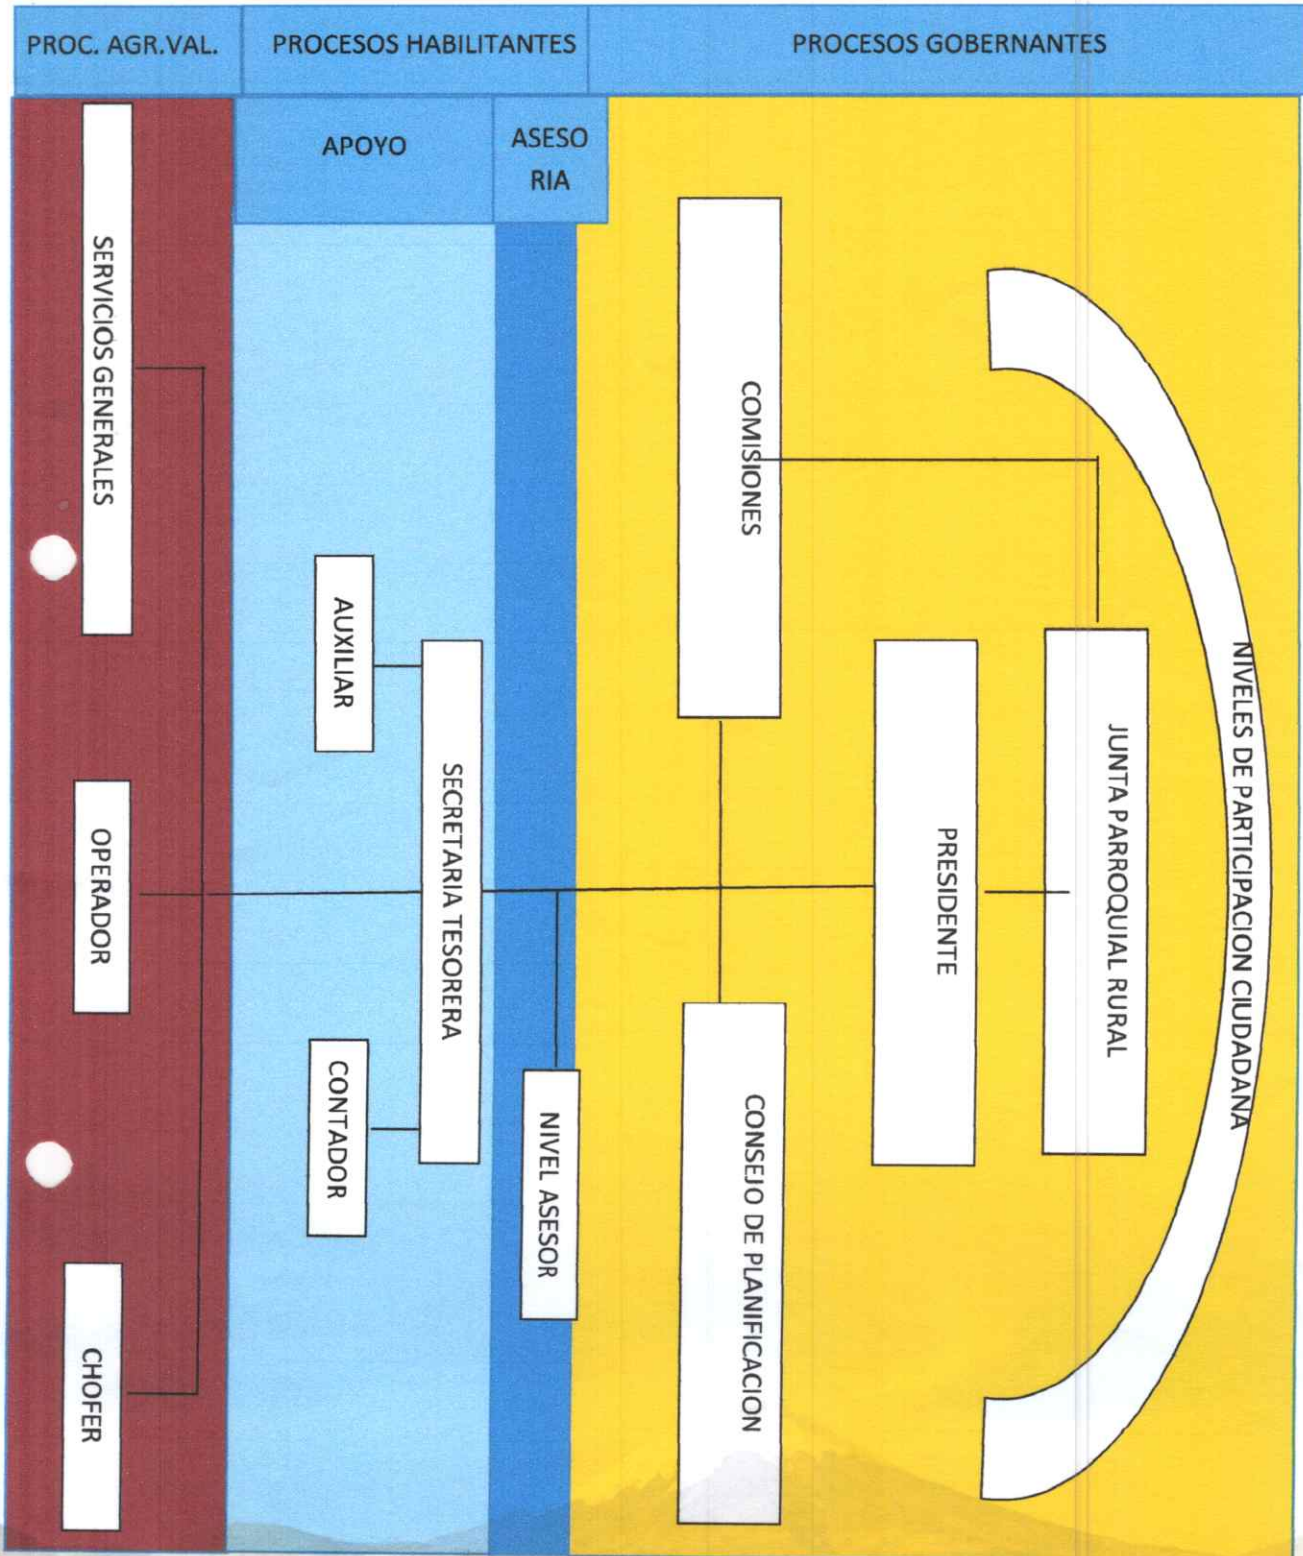 PROC. AGR.VAL.
PROCESOS HABILITANTES
PROCESOS GOBERNANTES
APOYO
ASESO
RIA
NIVELES DE PARTICIPACION CIUDADANA
JUNTA PARROQUIAL RURAL
PRESIDENTE
COMISIONES
CONSEJO DE PLANIFICACION
NIVEL ASESOR
SECRETARIA TESORERA
AUXILIAR
CONTADOR
SERVICIOS GENERALES
OPERADOR
CHOFER